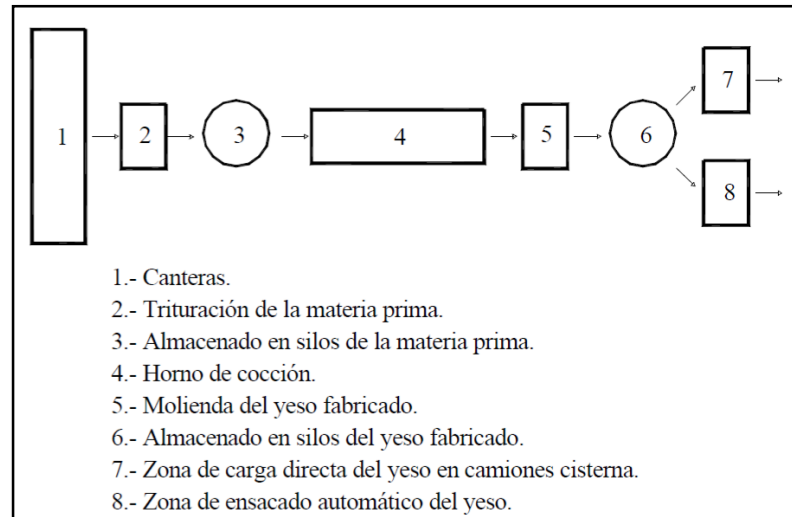 1
2
3
4
5
6
7
8
1.- Canteras.
2.- Trituración de la materia prima.
3.- Almacenado en silos de la materia prima.
4.- Horno de cocción.
5.- Molienda del yeso fabricado.
6.- Almacenado en silos del yeso fabricado.
7.- Zona de carga directa del yeso en camiones cisterna.
8.- Zona de ensacado automático del yeso.